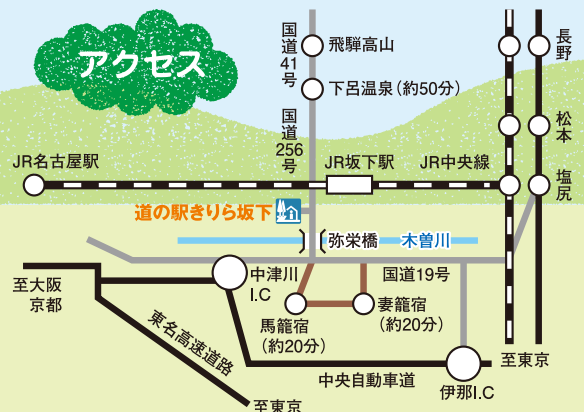 アクセス
国道41号
飛騨高山
下呂温泉（約50分）
国道256号
長野
松本
塩尻
JR名古屋駅
JR坂下駅
JR中央線
道の駅きりら坂下
弥栄橋
木曽川
至大阪
京都
中津川
I.C
国道19号
馬籠宿
（約20分）
妻籠宿
（約20分）
東名高速道路
中央自動車道
伊那I.C
至東京
至東京